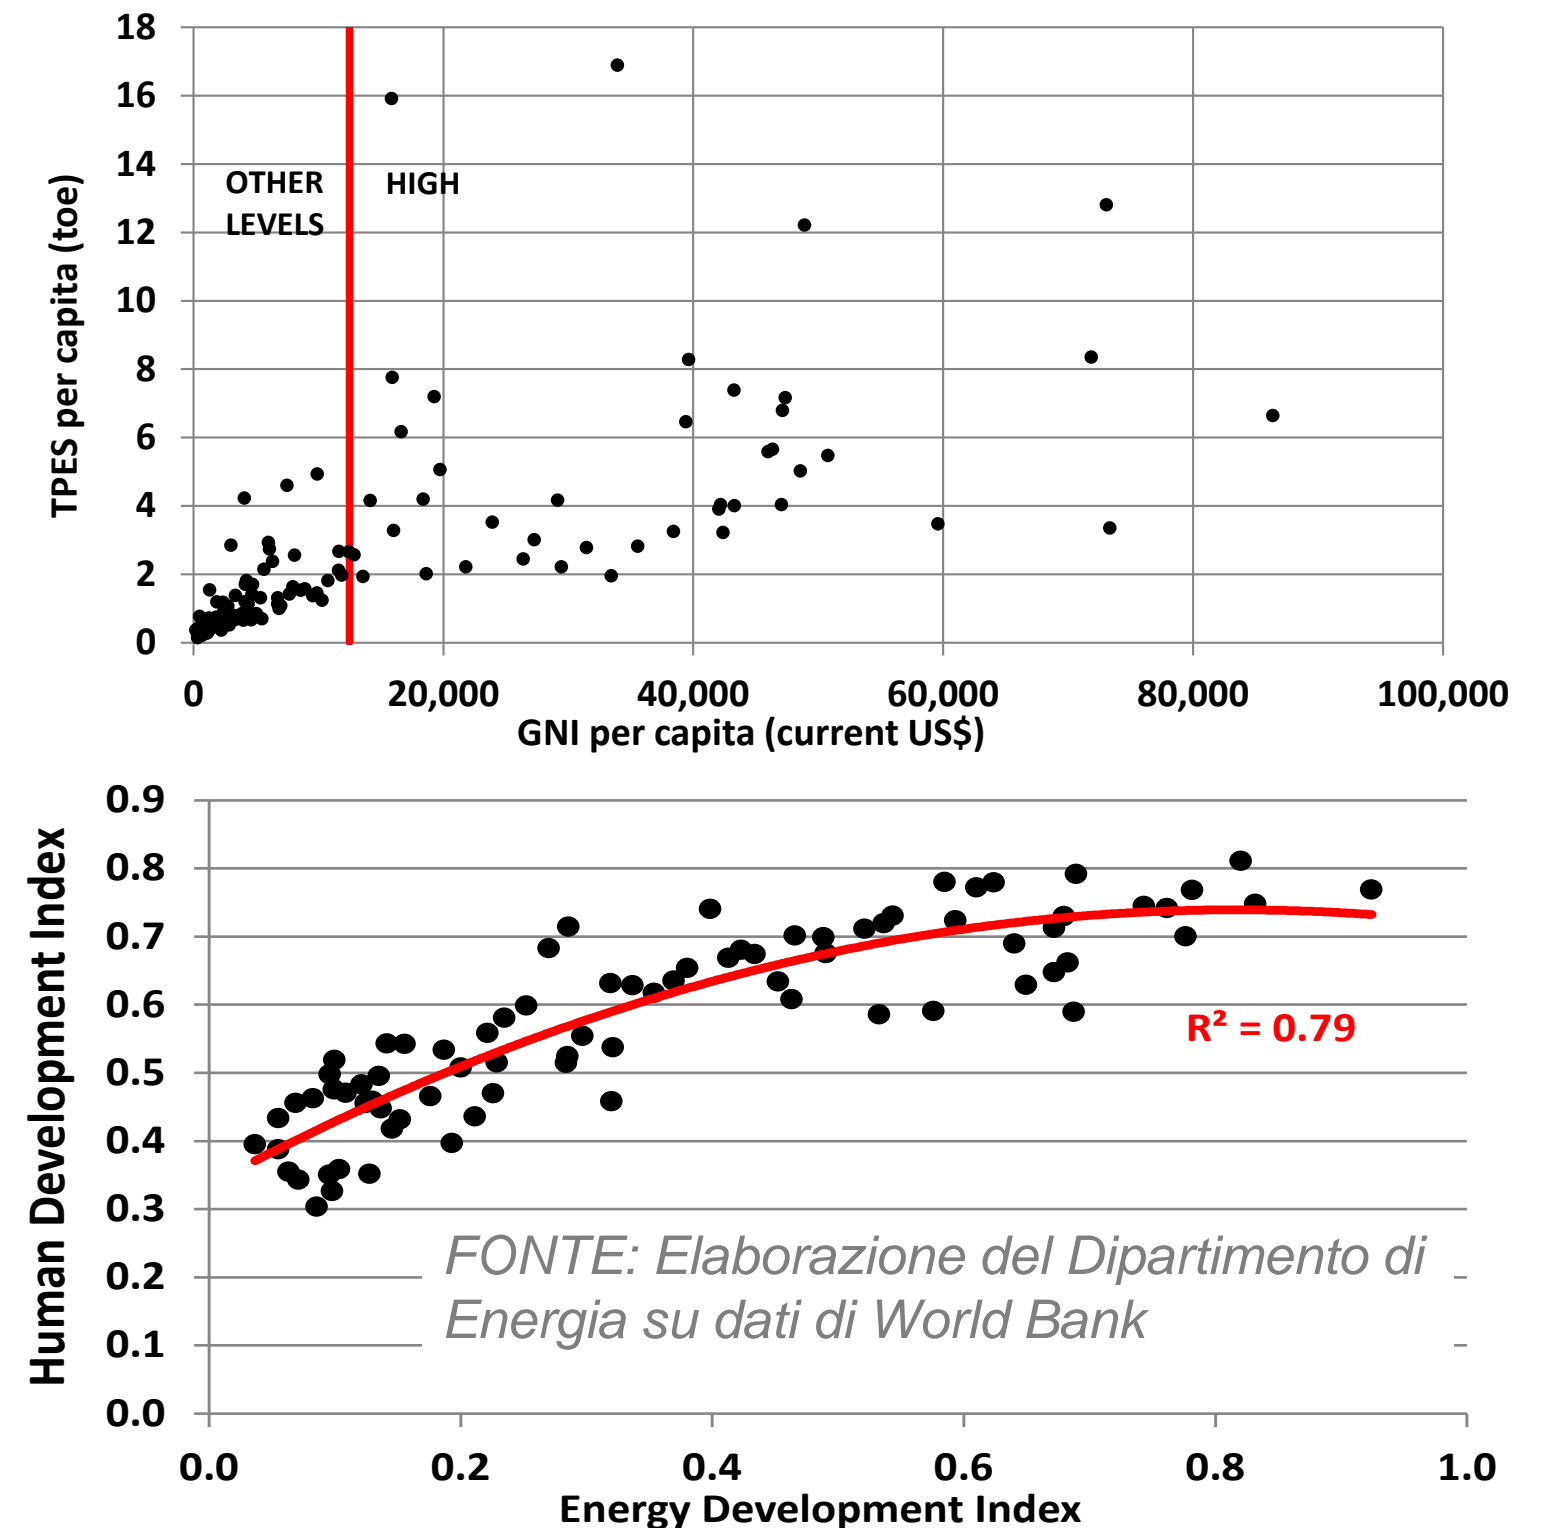 18
16
14
12
10
8
6
4
2
0
TPES per capita (toe)
OTHER
LEVELS
HIGH
0 20,000 40,000 60,000 80,000 100,000
GNI per capita (current US$)
0.9
0.8
0.7
0.6
0.5
0.4
0.3
0.2
0.1
0.0
Human Development Index
R² = 0.79
FONTE: Elaborazione del Dipartimento di
Energia su dati di World Bank
0.0 0.2 0.4 0.6 0.8 1.0
Energy Development Index